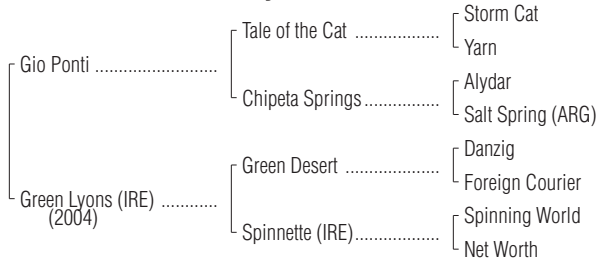 Storm Cat
Tale of the Cat ..................
Yarn
Gio Ponti ..........................
Alydar
Chipeta Springs................
Salt Spring (ARG)
Danzig
Green Desert ....................
Foreign Courier
Green Lyons (IRE) ............
(2004)
Spinning World
Spinnette (IRE)..................
Net Worth